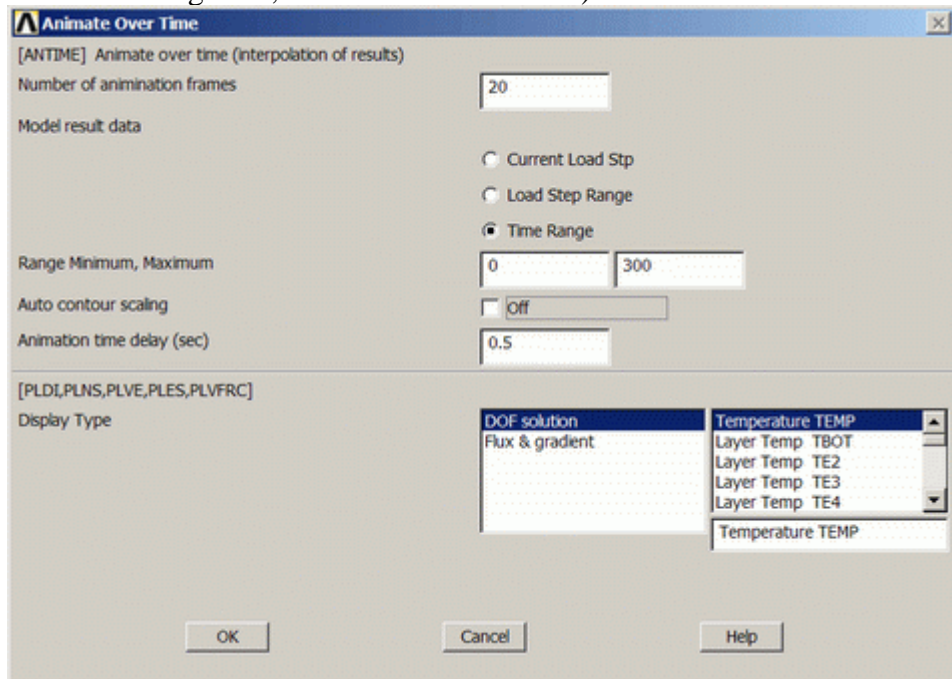 Animate Over Time
[ANTIME] Animate over time (interpolation of results)
Number of animination frames
20
Model result data
Current Load Stp
Load Step Range
Time Range
Range Minimum, Maximum
0
300
Auto contour scaling
Off
Animation time delay (sec)
0.5
[PLDI,PLNS,PLVE,PLES,PLVFRC]
Display Type
DOF solution
Flux & gradient
Temperature TEMP
Layer Temp TBOT
Layer Temp TE2
Layer Temp TE3
Layer Temp TE4
Temperature TEMP
OK
Cancel
Help